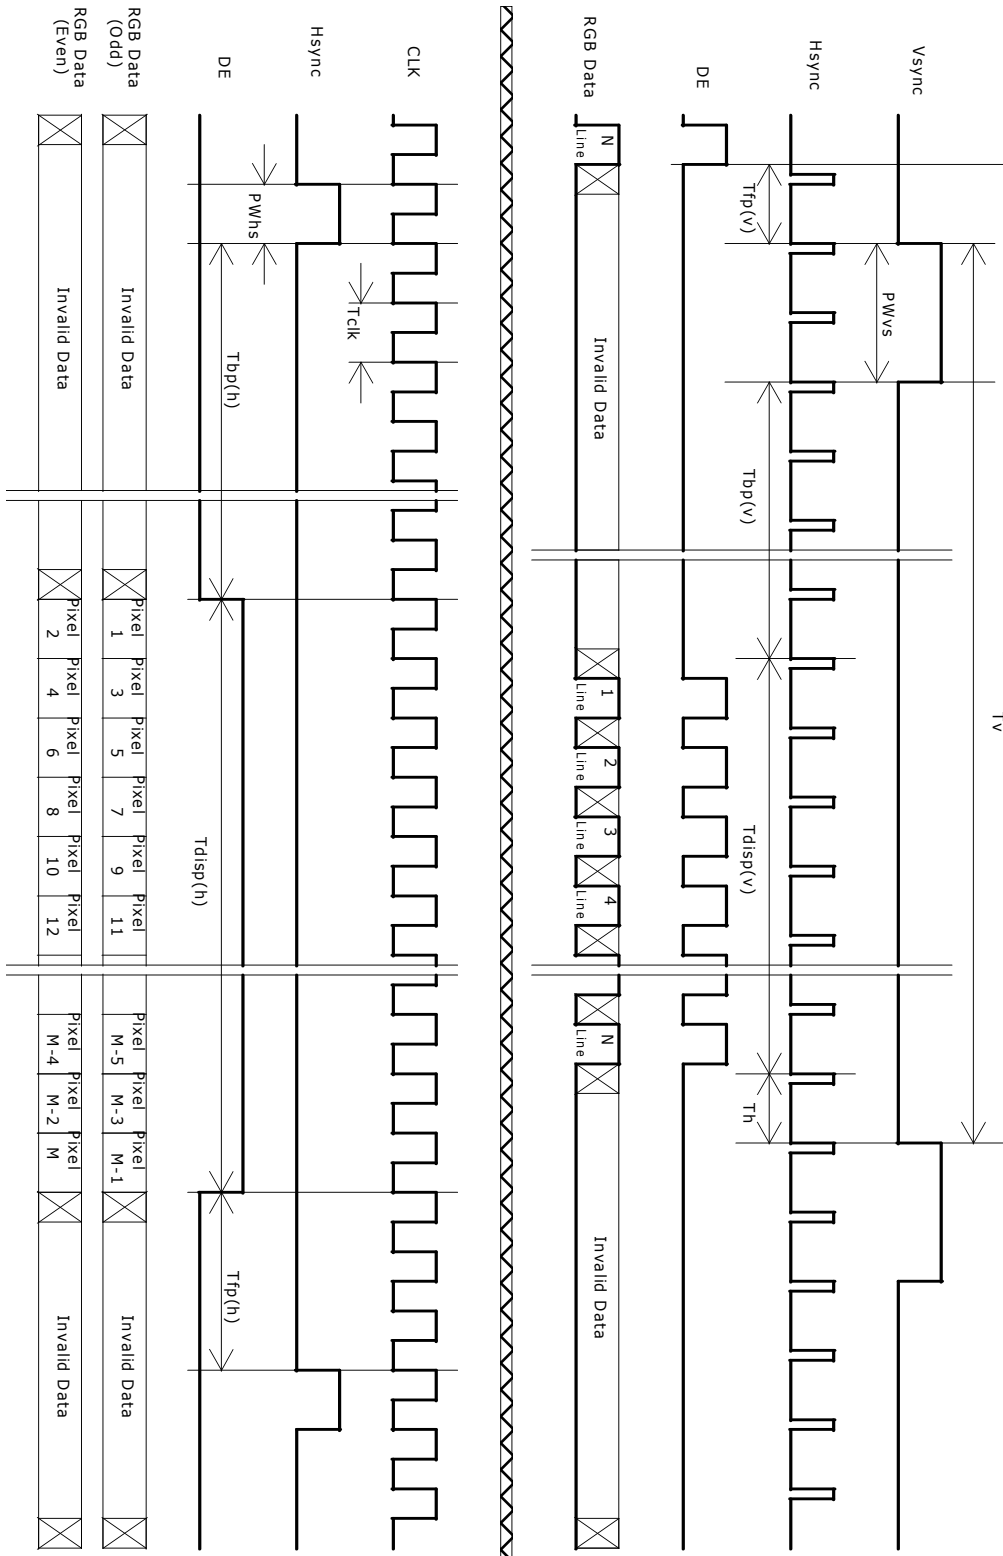 Tv
Vsync
PWvs
Hsync
Tfp(v)
Tbp(v)
Tdisp(v)
Th
DE
RGB Data
N
Line
Invalid Data
1
Line
2
Line
3
Line
4
Line
N
Line
Invalid Data
CLK
Tclk
Hsync
PWhs
DE
Tbp(h)
Tdisp(h)
Tfp(h)
RGB Data
(Odd)
Invalid Data
Pixel
1
Pixel
3
Pixel
5
Pixel
7
Pixel
9
Pixel
11
Pixel
M-5
Pixel
M-3
Pixel
M-1
Invalid Data
RGB Data
(Even)
Invalid Data
Pixel
2
Pixel
4
Pixel
6
Pixel
8
Pixel
10
Pixel
12
Pixel
M-4
Pixel
M-2
Pixel
M
Invalid Data